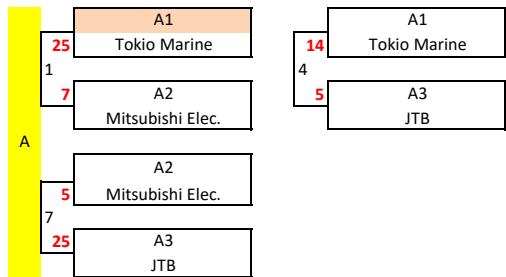 A1
25 Tokio Marine
1
7 A2
Mitsubishi Elec.
A
A2
5 Mitsubishi Elec.
7
25 A3
JTB
A1
14 Tokio Marine
4
5 A3
JTB